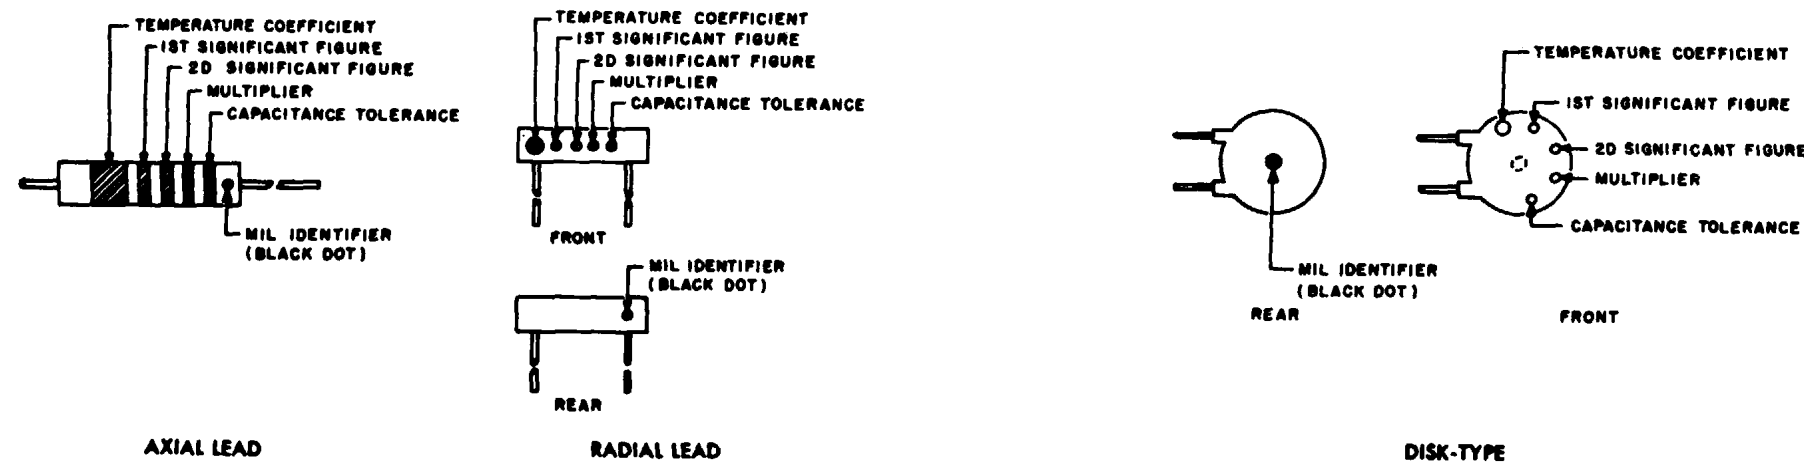 TEMPERATURE COEFFICIENT
1ST SIGNIFICANT FIGURE
2D SIGNIFICANT FIGURE
MULTIPLIER
CAPACITANCE TOLERANCE
MIL IDENTIFIER
(BLACK DOT)
AXIAL LEAD
TEMPERATURE COEFFICIENT
1ST SIGNIFICANT FIGURE
2D SIGNIFICANT FIGURE
MULTIPLIER
CAPACITANCE TOLERANCE
FRONT
MIL IDENTIFIER
(BLACK DOT)
REAR
RADIAL LEAD
MIL IDENTIFIER
(BLACK DOT)
REAR
TEMPERATURE COEFFICIENT
1ST SIGNIFICANT FIGURE
2D SIGNIFICANT FIGURE
MULTIPLIER
CAPACITANCE TOLERANCE
FRONT
DISK-TYPE